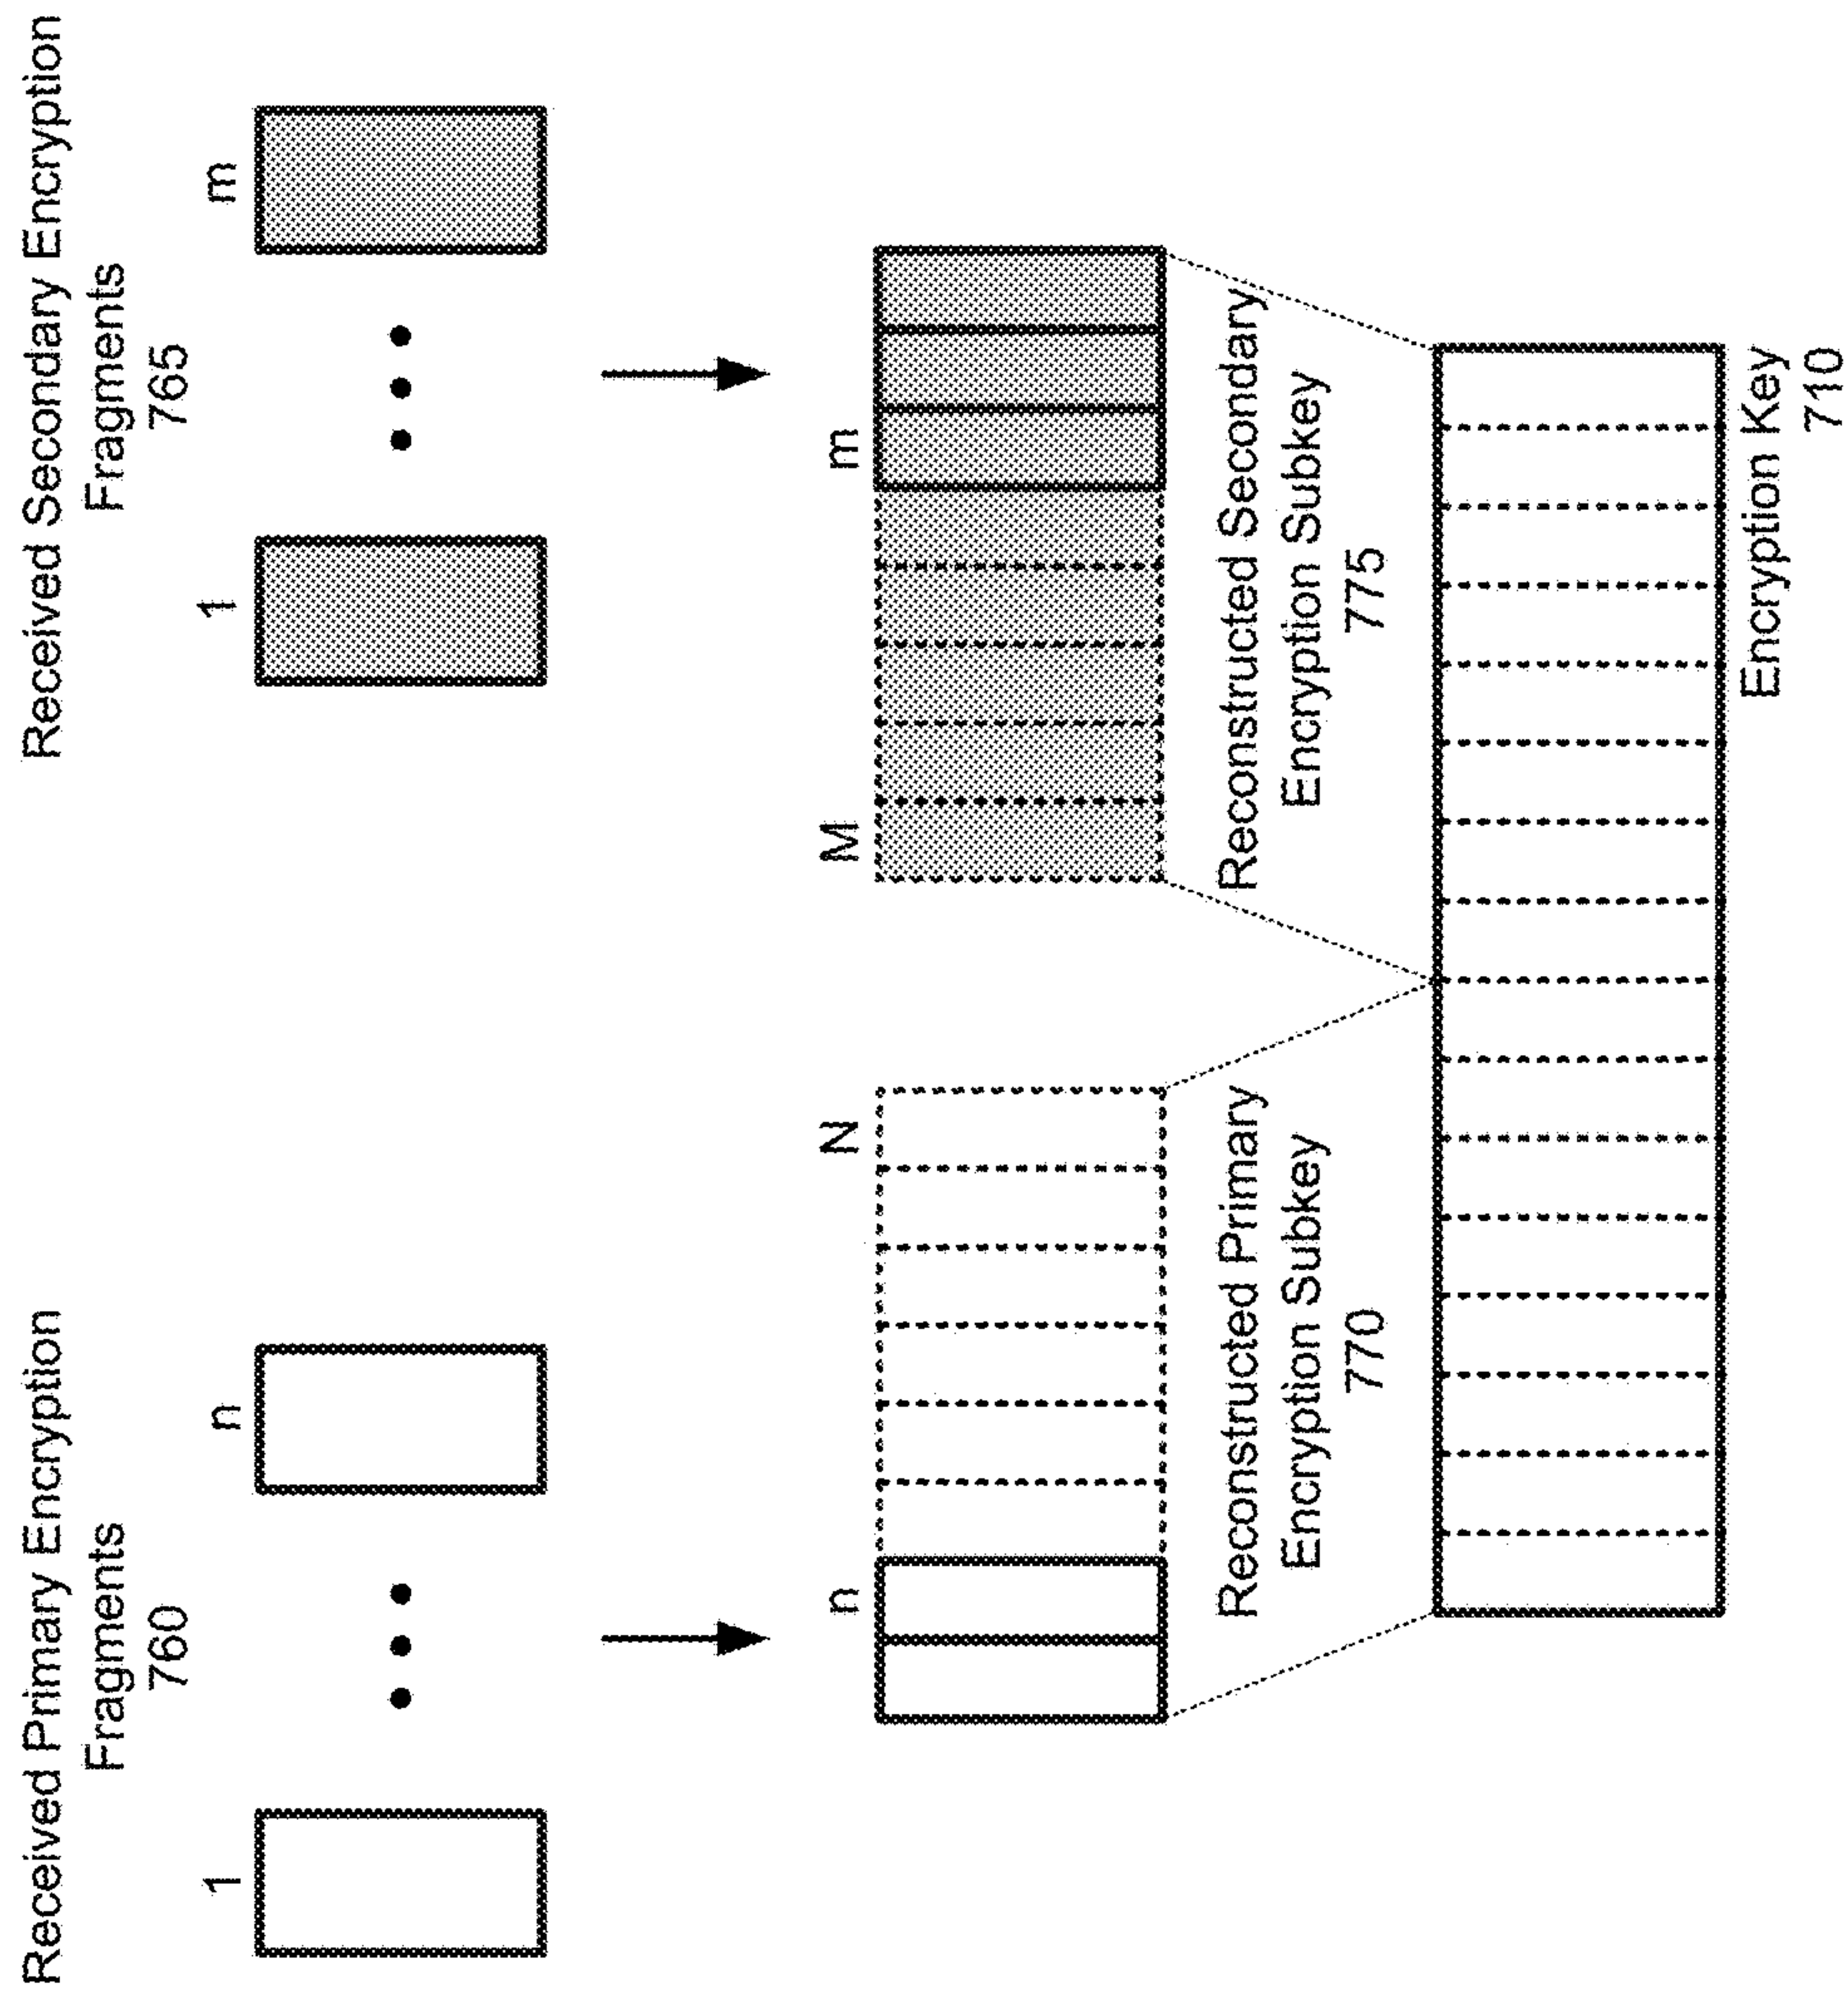 Received Primary Encryption
Fragments
760
1
n
Received Secondary Encryption
Fragments
765
1
m
n
N
Reconstructed Primary
Encryption Subkey
770
M
m
Reconstructed Secondary
Encryption Subkey
775
Encryption Key
710